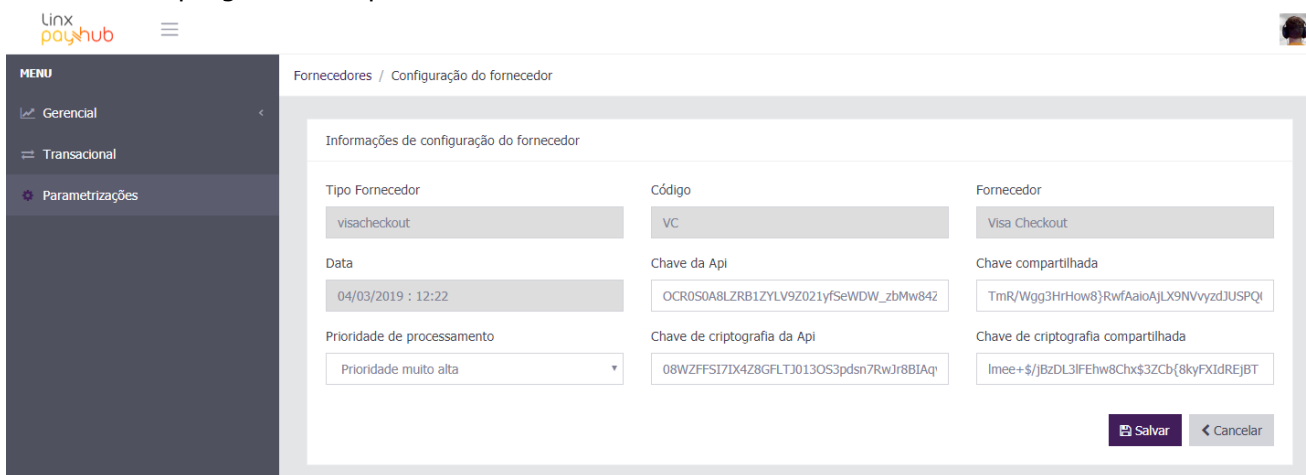 Linx
payhub
MENU
Fornecedores / Configuração do fornecedor
Gerencial
Informações de configuração do fornecedor
Transacional
Parametrizações
Tipo Fornecedor
Código
Fornecedor
visacheckout
VC
Visa Checkout
Data
Chave da Api
Chave compartilhada
04/03/2019 : 12:22
OCR0S0A8LZRB1ZYLV9Z021yfSeWDW_zbMw84Z
TmR/Wgg3HrHow8}RwfAaioAjLX9NVvyzdJUSPQ
Prioridade de processamento
Chave de criptografia da Api
Chave de criptografia compartilhada
Prioridade muito alta
08WZFFSI7IX4Z8GFLTJ013OS3pdsn7RwJr8BIAq
lmee+$/jBzDL3lFEhw8Chx$3ZCb{8kyFXIdREjBT
Salvar
Cancelar